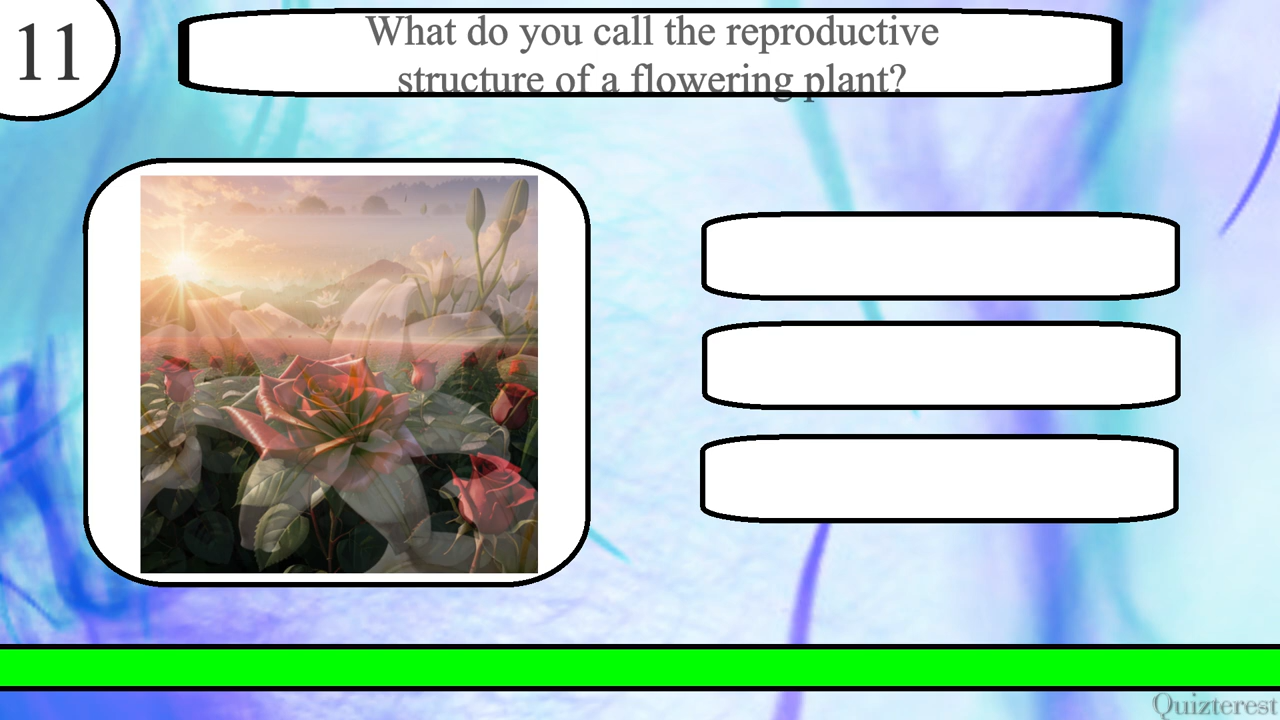 11
What do you call the reproductive
structure of a flowering plant?
Quizterest